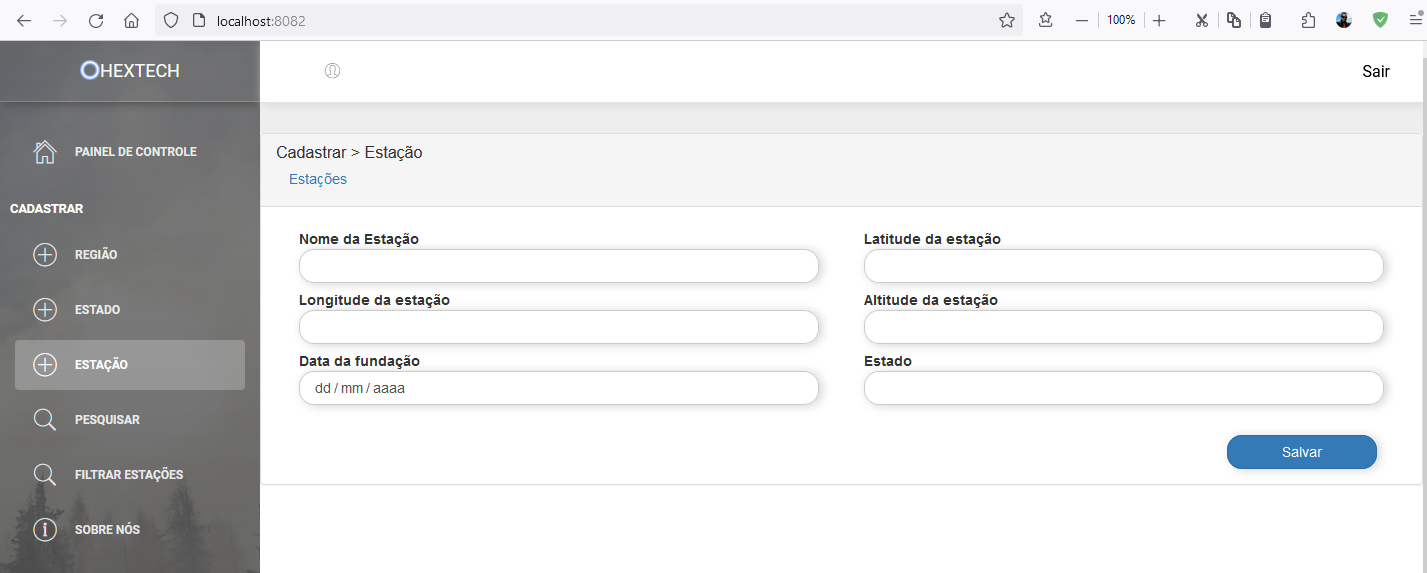 localhost:8082
100%
HEXTECH
Sair
PAINEL DE CONTROLE
CADASTRAR
REGIÃO
ESTADO
ESTAÇÃO
PESQUISAR
FILTRAR ESTAÇÕES
SOBRE NÓS
Cadastrar > Estação
Estações
Nome da Estação
Latitude da estação
Longitude da estação
Altitude da estação
Data da fundação
Estado
dd / mm / aaaa
Salvar